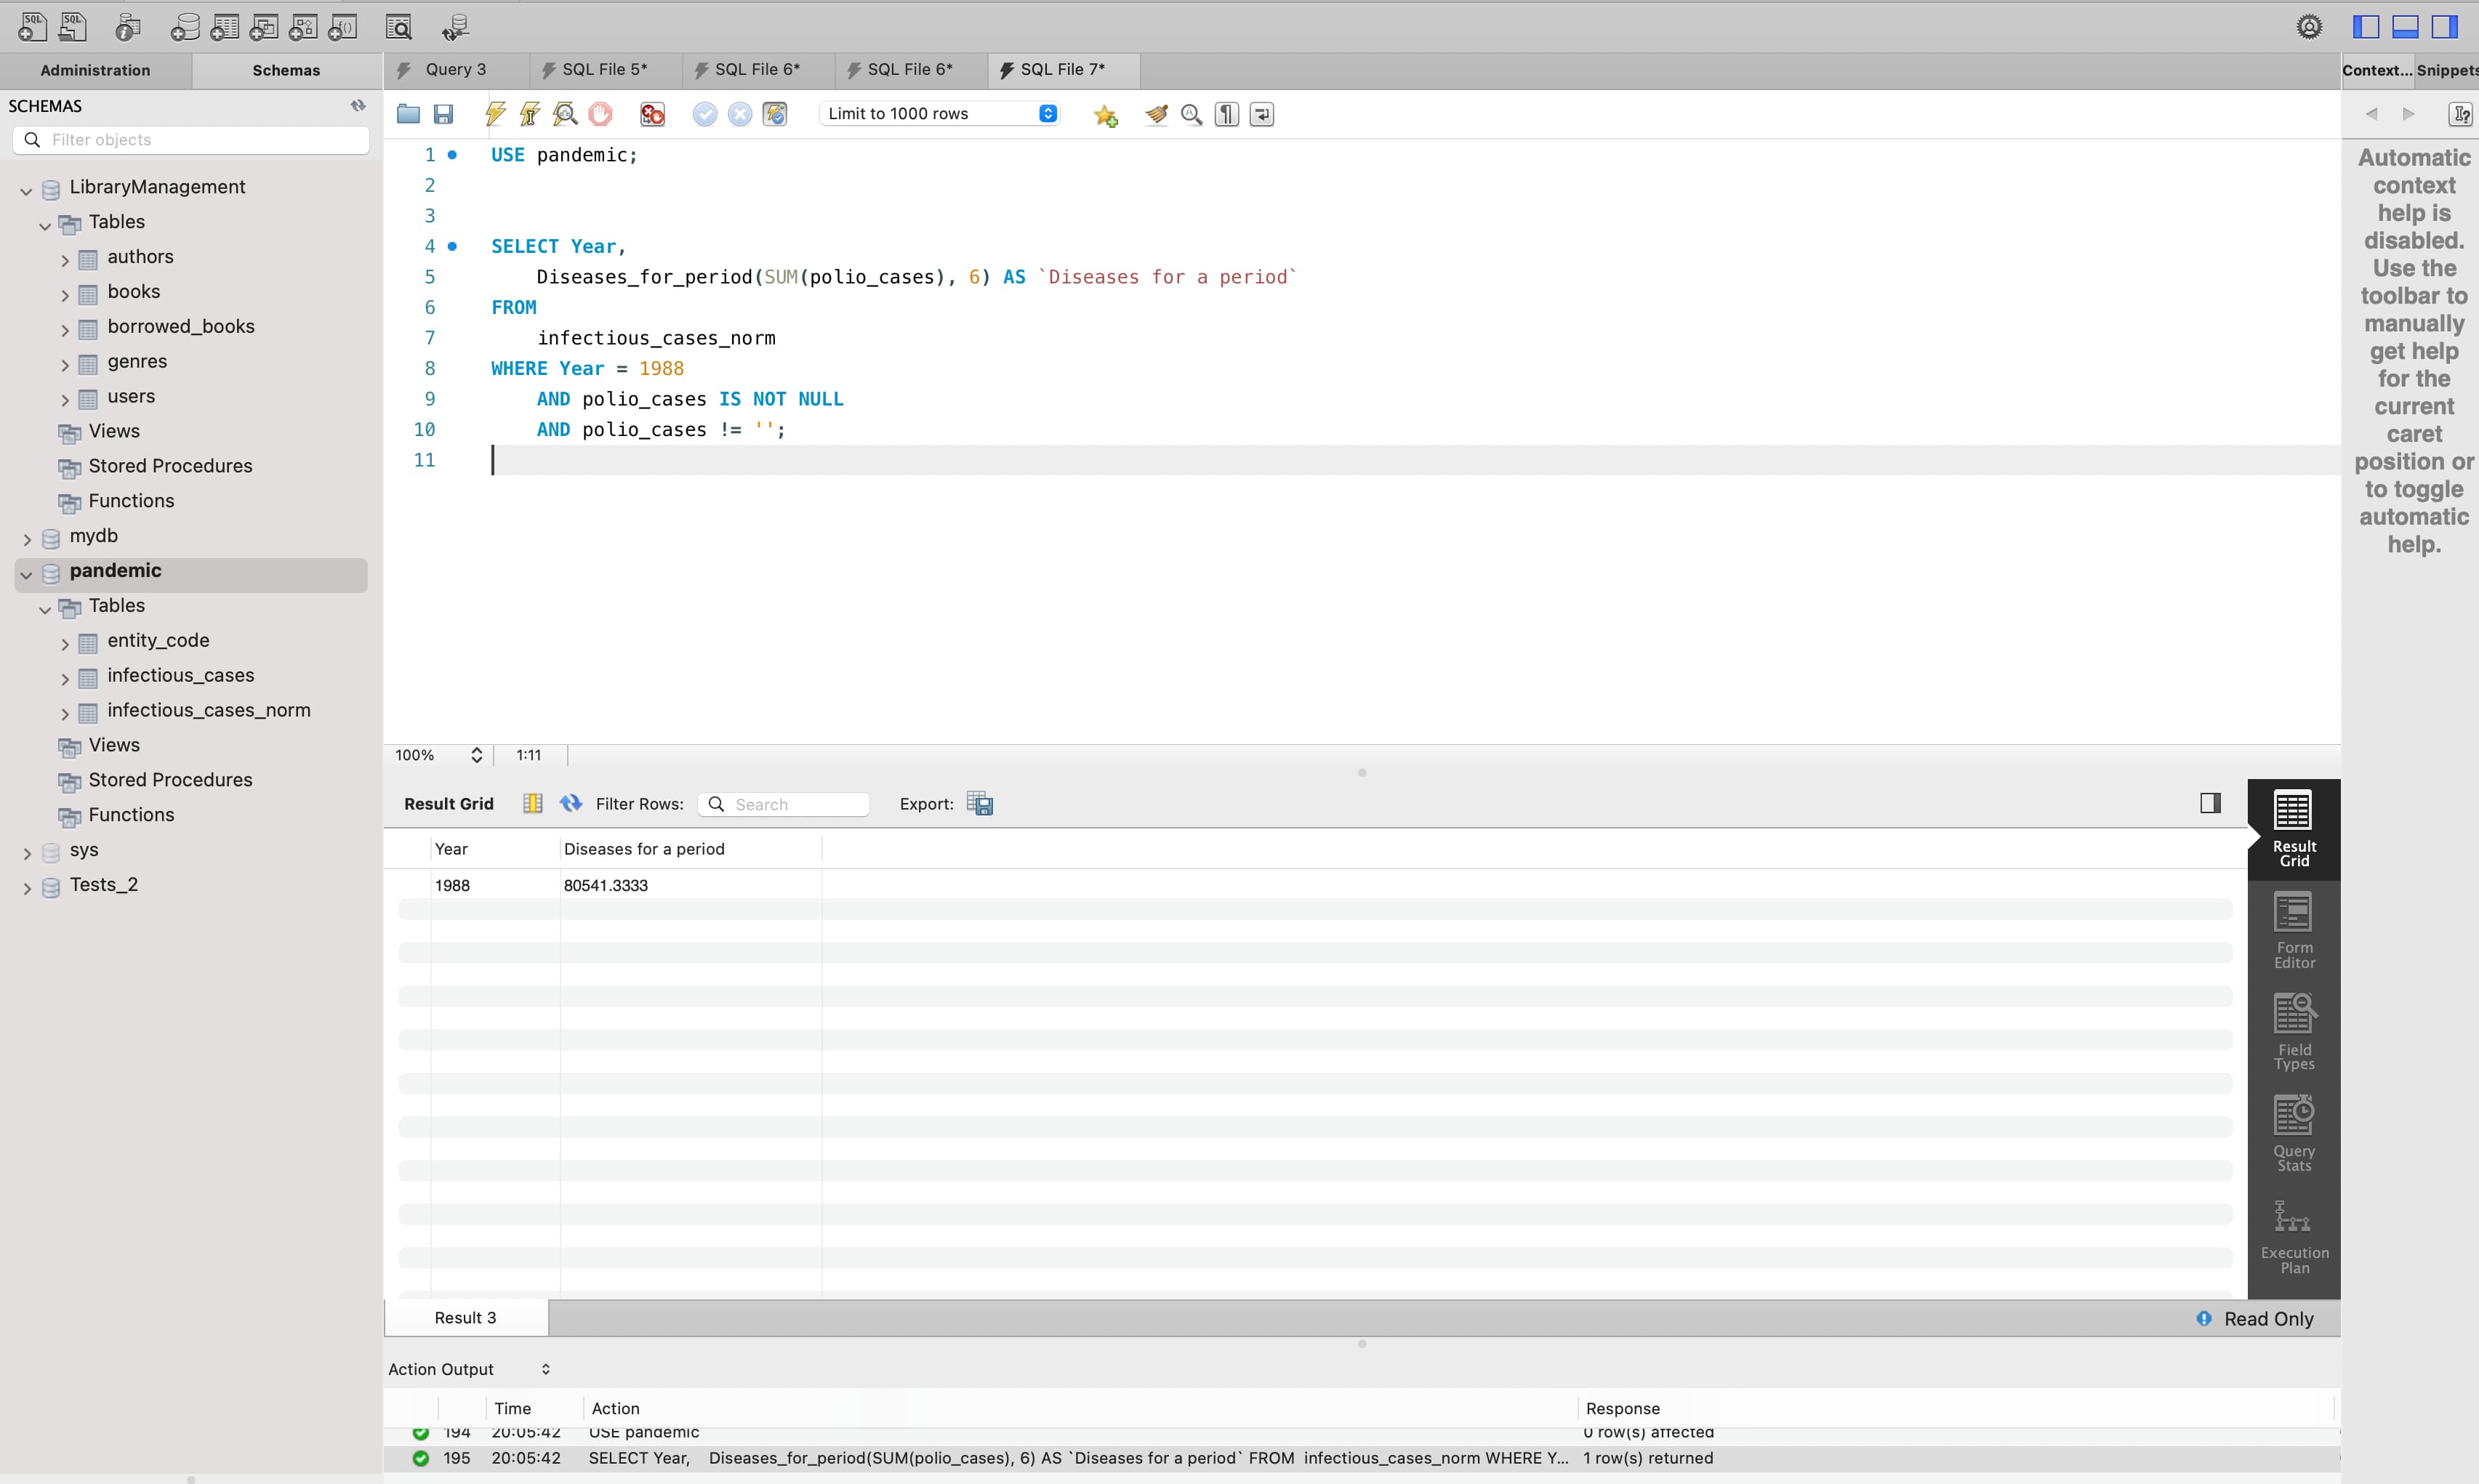 SQL
SQL
Administration
Schemas
Query 3
SQL File 5*
SQL File 6*
SQL File 6*
SQL File 7*
Context...
Snippets
SCHEMAS
Filter objects
Limit to 1000 rows
LibraryManagement
Tables
authors
books
borrowed_books
genres
users
Views
Stored Procedures
Functions
mydb
pandemic
Tables
entity_code
infectious_cases
infectious_cases_norm
Views
Stored Procedures
Functions
sys
Tests_2
1 USE pandemic;
2
3
4 SELECT Year,
5 Diseases_for_period(SUM(polio_cases), 6) AS `Diseases for a period`
6 FROM
7 infectious_cases_norm
8 WHERE Year = 1988
9 AND polio_cases IS NOT NULL
10 AND polio_cases != '';
11
Automatic
context
help is
disabled.
Use the
toolbar to
manually
get help
for the
current
caret
position or
to toggle
automatic
help.
100%
1:11
Result Grid
Filter Rows:
Search
Export:
Year
Diseases for a period
1988
80541.3333
Result
Grid
Form
Editor
Field
Types
Query
Stats
Execution
Plan
Result 3
Read Only
Action Output
Time
Action
Response
194 20:05:42 USE pandemic 0 row(s) affected
195 20:05:42 SELECT Year, Diseases_for_period(SUM(polio_cases), 6) AS `Diseases for a period` FROM infectious_cases_norm WHERE Y... 1 row(s) returned